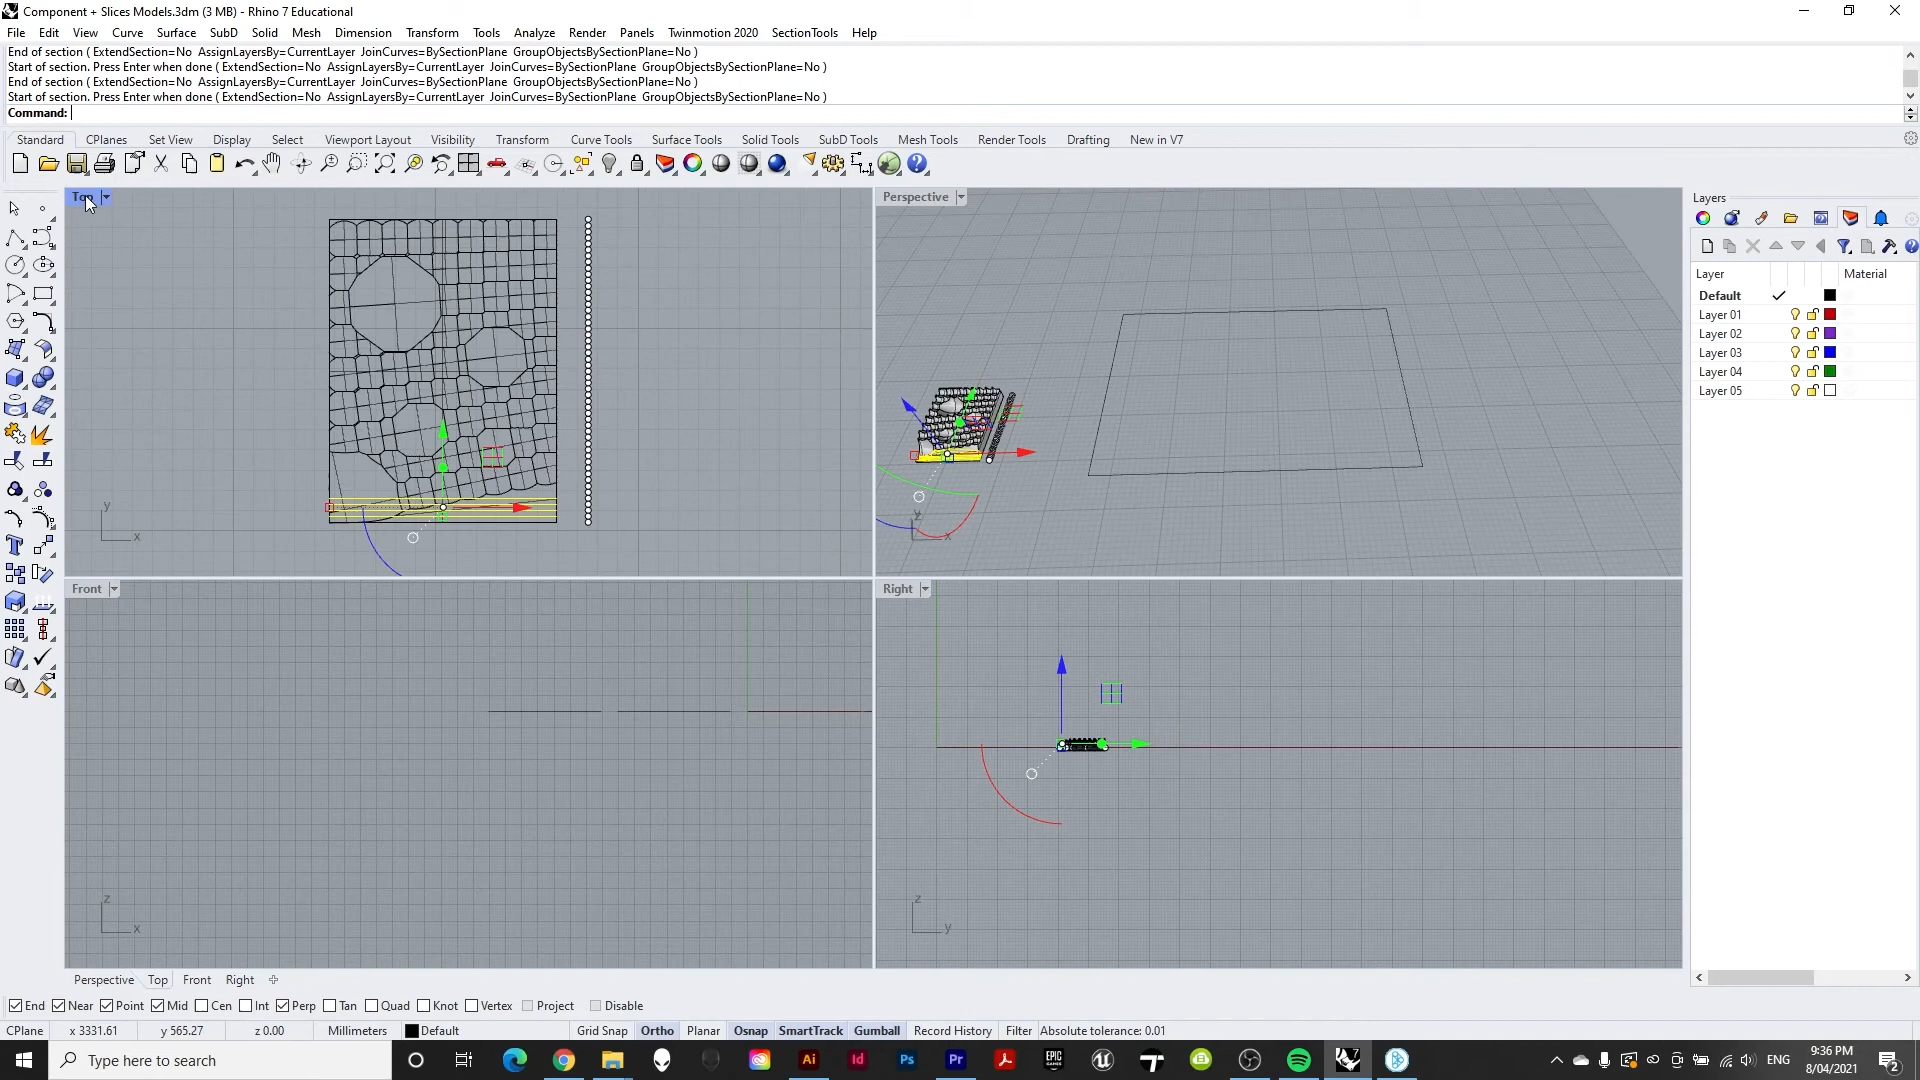 Component + Slices Models.3dm (3 MB) - Rhino 7 Educational
File Edit View Curve Surface SubD Solid Mesh Dimension Transform Tools Analyze Render Panels Twinmotion 2020 SectionTools Help
End of section ( ExtendSection=No AssignLayersBy=CurrentLayer JoinCurves=BySectionPlane GroupObjectsBySectionPlane=No )
Start of section. Press Enter when done ( ExtendSection=No AssignLayersBy=CurrentLayer JoinCurves=BySectionPlane GroupObjectsBySectionPlane=No )
End of section ( ExtendSection=No AssignLayersBy=CurrentLayer JoinCurves=BySectionPlane GroupObjectsBySectionPlane=No )
Start of section. Press Enter when done ( ExtendSection=No AssignLayersBy=CurrentLayer JoinCurves=BySectionPlane GroupObjectsBySectionPlane=No )
Command:
Standard CPlanes Set View Display Select Viewport Layout Visibility Transform Curve Tools Surface Tools Solid Tools SubD Tools Mesh Tools Render Tools Drafting New in V7
Top
y
x
Perspective
z
x
Front
z
x
Right
z
y
Layers
Layer Material
Default
Layer 01
Layer 02
Layer 03
Layer 04
Layer 05
Perspective Top Front Right
End Near Point Mid Cen Int Perp Tan Quad Knot Vertex Project Disable
CPlane x 3331.61 y 565.27 z 0.00 Millimeters Default Grid Snap Ortho Planar Osnap SmartTrack Gumball Record History Filter Absolute tolerance: 0.01
Type here to search
Ai Id Ps Pr
EPIC GAMES
7
ENG
9:36 PM
8/04/2021
2